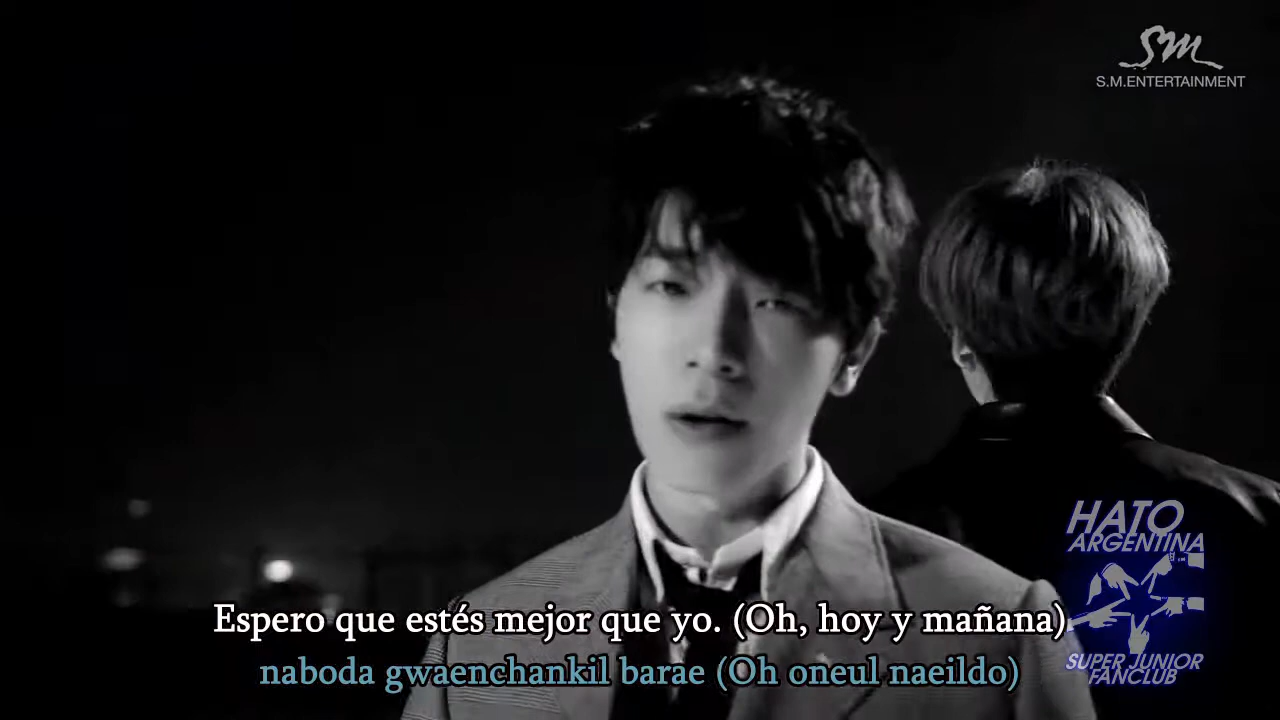 SM
S.M.ENTERTAINMENT
HATO
ARGENTINA
Espero que estés mejor que yo. (Oh, hoy y mañana)
naboda gwaenchankil barae (Oh oneul naeildo)
SUPER JUNIOR
FANCLUB